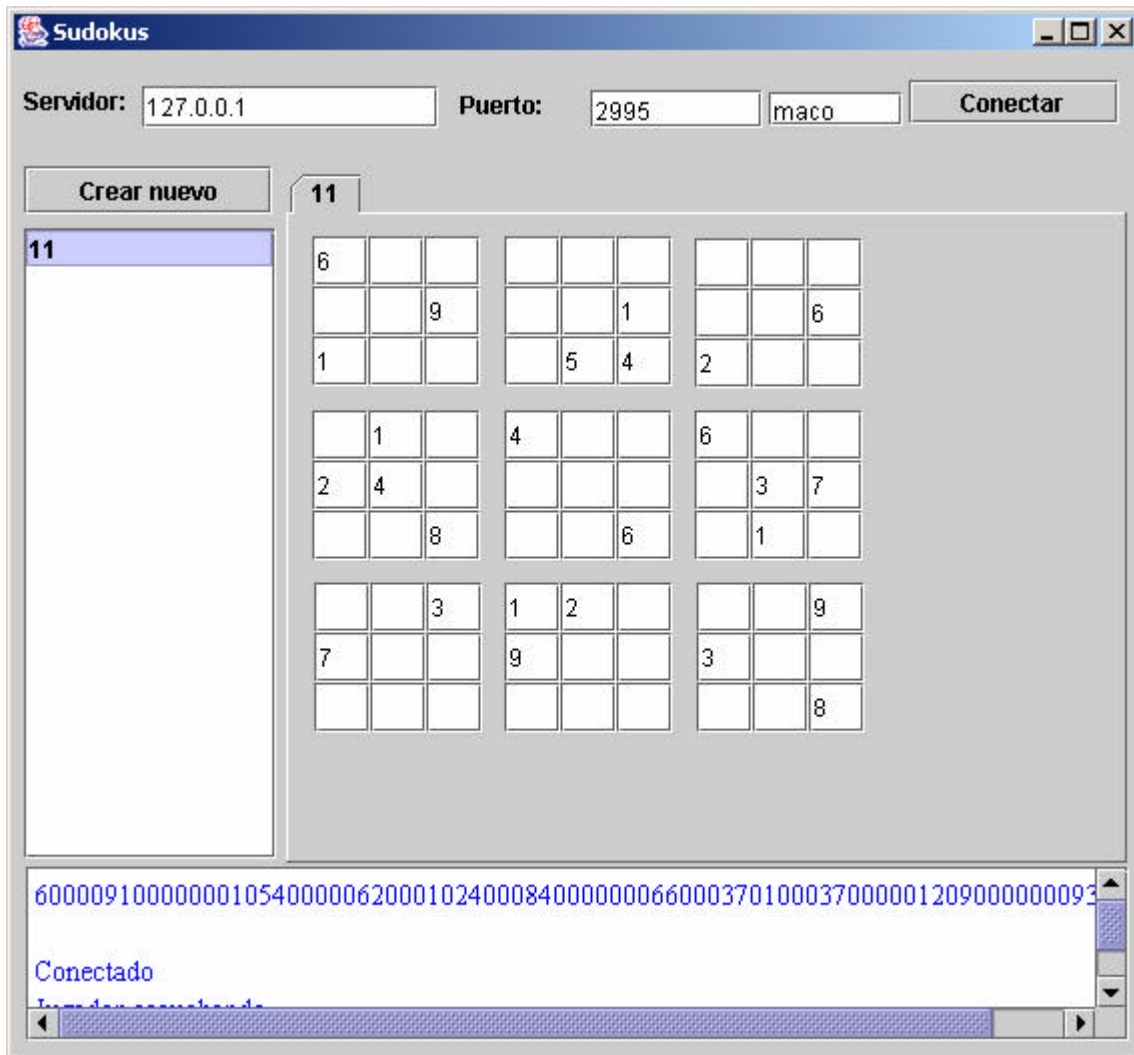 Sudokus
Servidor: 127.0.0.1 Puerto: 2995 maco Conectar
Crear nuevo 11
11
6
9 1 6
1 5 4 2
1 4 6
2 4 3 7
8 6 1
3 1 2 9
7 9 3
8
6000091000000010540000062000102400084000000066000370100037000001209000000093
Conectado
Jugador escuchando